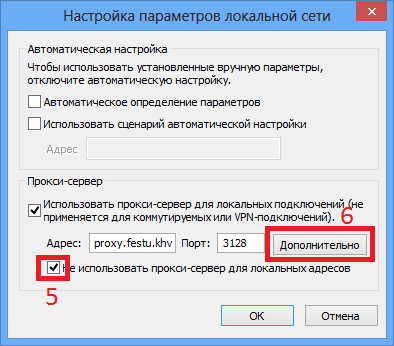 Настройка параметров локальной сети
Автоматическая настройка
Чтобы использовать установленные вручную параметры,
отключите автоматическую настройку.
Автоматическое определение параметров
Использовать сценарий автоматической настройки
Адрес
Прокси-сервер
Использовать прокси-сервер для локальных подключений (не
применяется для коммутируемых или VPN-подключений).
6
Адрес: proxy.festu.khv Порт: 3128 Дополнительно
Не использовать прокси-сервер для локальных адресов
5
ОК Отмена